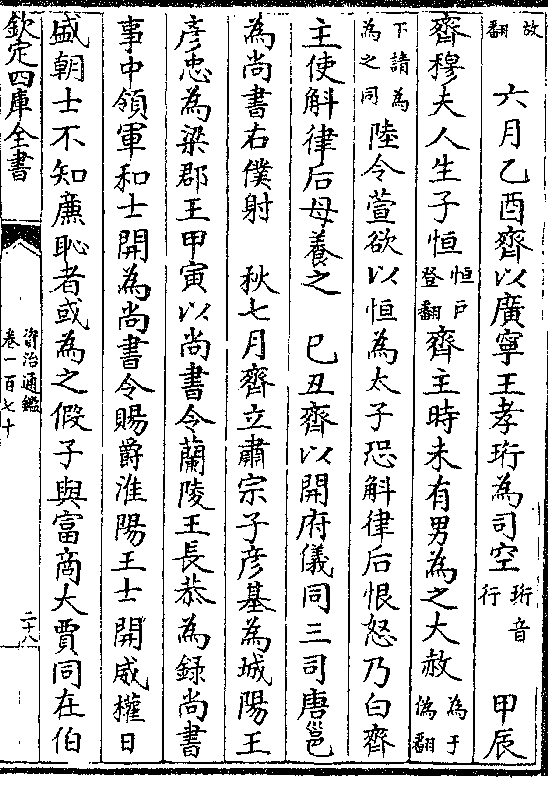 故
翻　六月乙酉齊以廣寧王孝珩為司空珩音
行　甲辰
齊穆夫人生子恒恒戸
登翻齊主時未有男為之大赦為于
偽翻
下請為
為之同陸令萱欲以恒為太子恐斛律后恨怒乃白齊
主使斛律后母養之　己丑齊以開府儀同三司唐邕
為尚書右僕射　秋七月齊立肅宗子彦基為城陽王
彦忠為梁郡王甲寅以尚書令蘭陵王長恭為録尚書
事中領軍和士開為尚書令賜爵淮陽王士開威權日
盛朝士不知廉恥者或為之假子與富商大賈同在伯
欽定四庫全書
資治通鑑
卷一百七十
二十八